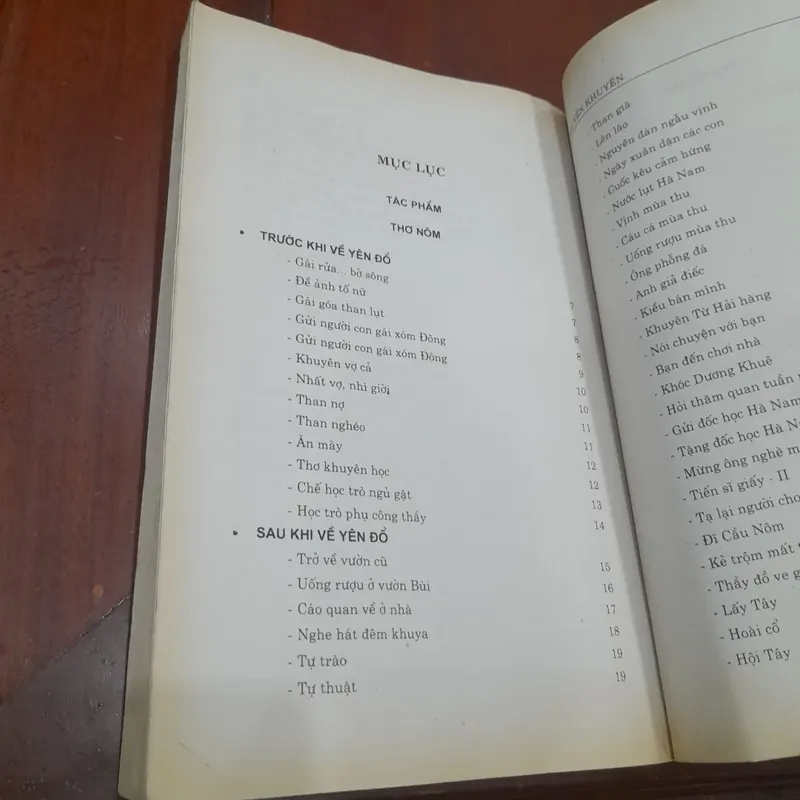 MỤC LỤC
TÁC PHẨM
THƠ NÔM
• TRƯỚC KHI VỀ YÊN ĐỔ
- Gái rửa... bờ sông 7
- Đề ảnh tố nữ 7
- Gái góa than lụt 8
- Gửi người con gái xóm Đông 8
- Gửi người con gái xóm Đông 9
- Khuyên vợ cả 10
- Nhất vợ, nhì giời 10
- Than nợ 11
- Than nghèo 11
- Ăn mày 12
- Thơ khuyên học 12
- Chế học trò ngủ gật 13
- Học trò phụ công thầy 14
• SAU KHI VỀ YÊN ĐỔ
- Trở về vườn cũ 15
- Uống rượu ở vườn Bùi 16
- Cáo quan về ở nhà 17
- Nghe hát đêm khuya 18
- Tự trào 19
- Tự thuật 19
KHUYẾN
- Than già
- Lên lão
- Nguyên đán ngẫu vịnh
- Ngày xuân dặn các con
- Cuốc kêu cảm hứng
- Nước lụt Hà Nam
- Vịnh mùa thu
- Câu cá mùa thu
- Uống rượu mùa thu
- Ông phỗng đá
- Anh giả điếc
- Kiều bán mình
- Khuyên Từ Hải hàng
- Nói chuyện với bạn
- Bạn đến chơi nhà
- Khóc Dương Khuê
- Hỏi thăm quan tuần
- Gửi đốc học Hà Nam
- Tặng đốc học Hà
- Mừng ông nghè
- Tiến sĩ giấy - II
- Tạ lại người cho
- Đĩ Cầu Nôm
- Kẻ trộm mất
- Thầy đồ ve
- Lấy Tây
- Hoài cổ
- Hội Tây